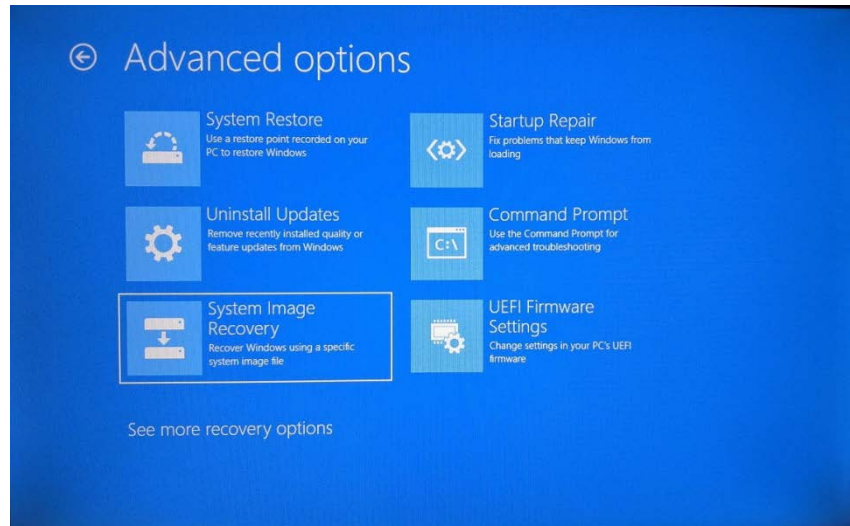 Advanced options
System Restore
Use a restore point recorded on your
PC to restore Windows
Startup Repair
Fix problems that keep Windows from
loading
Uninstall Updates
Remove recently installed quality or
feature updates from Windows
Command Prompt
Use the Command Prompt for
advanced troubleshooting
C:\
System Image
Recovery
Recover Windows using a specific
system image file
UEFI Firmware
Settings
Change settings in your PC's UEFI
firmware
See more recovery options